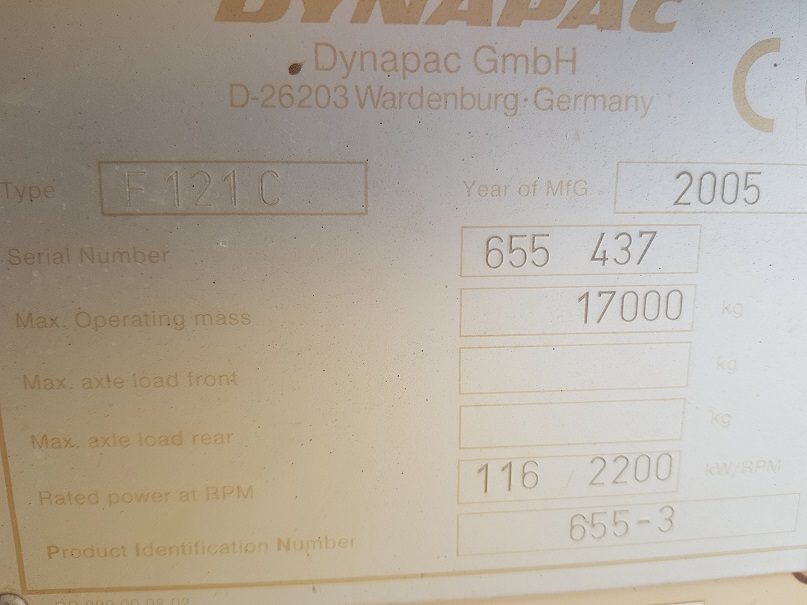 DYNAPAC
Dynapac GmbH
D-26203 Wardenburg·Germany
Type F 121 C Year of MfG 2005
Serial Number 655 437
Max. Operating mass 17000 kg
Max. axle load front kg
Max. axle load rear kg
Rated power at RPM 116 / 2200 kW/RPM
Product Identification Number 655-3